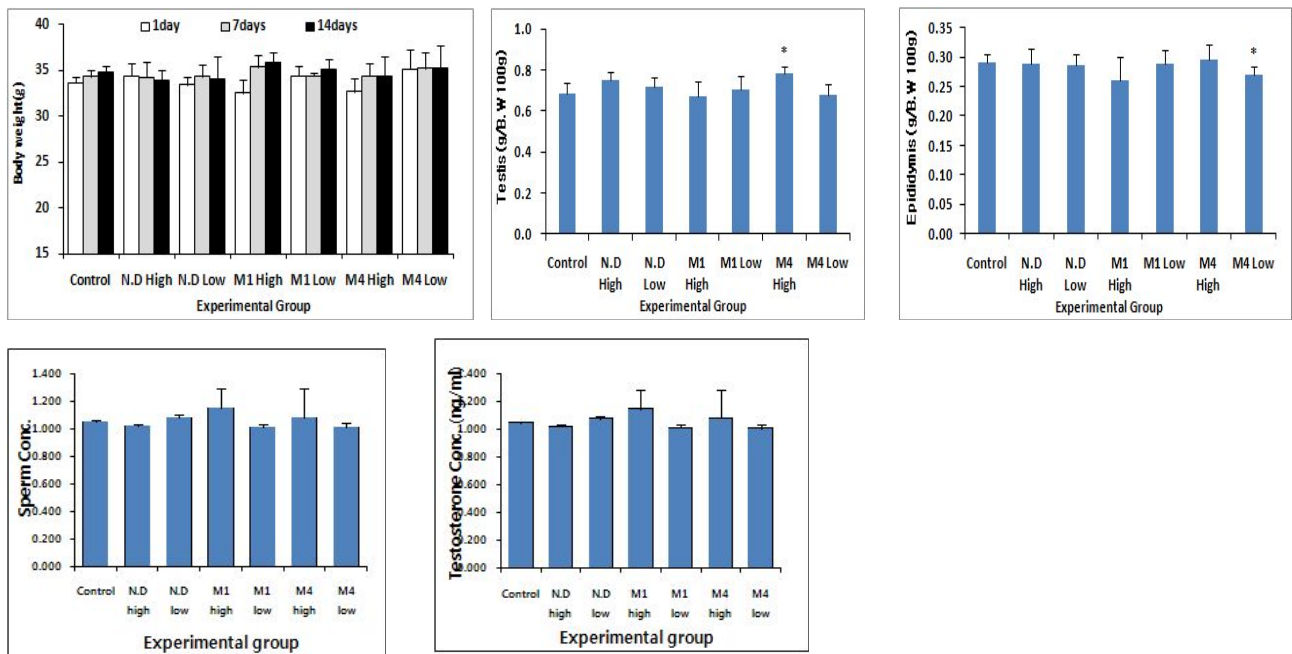 1day 7days 14days
40
35
30
25
20
15
Body weight(g)
Control N.D High N.D Low M1 High M1 Low M4 High M4 Low
Experimental Group
1.0
0.8
0.6
0.4
0.2
0.0
Testis (g/B.W 100g)
*
Control N.D N.D M1 M1 Low M4 M4 Low
High Low High High
Experimental Group
0.35
0.30
0.25
0.20
0.15
0.10
0.05
0.00
Epididymis (g/B.W 100g)
*
Control N.D N.D M1 M1 Low M4 M4 Low
High Low High High
Experimental Group
1.400
1.200
1.000
0.800
0.600
0.400
0.200
0.000
Sperm Conc.
Control N.D N.D M1 M1 M4 M4
high low high low high low
Experimental group
Testosterone Conc. (ng/ml)
Control N.D N.D M1 M1 M4 M4
high low high low high low
Experimental group